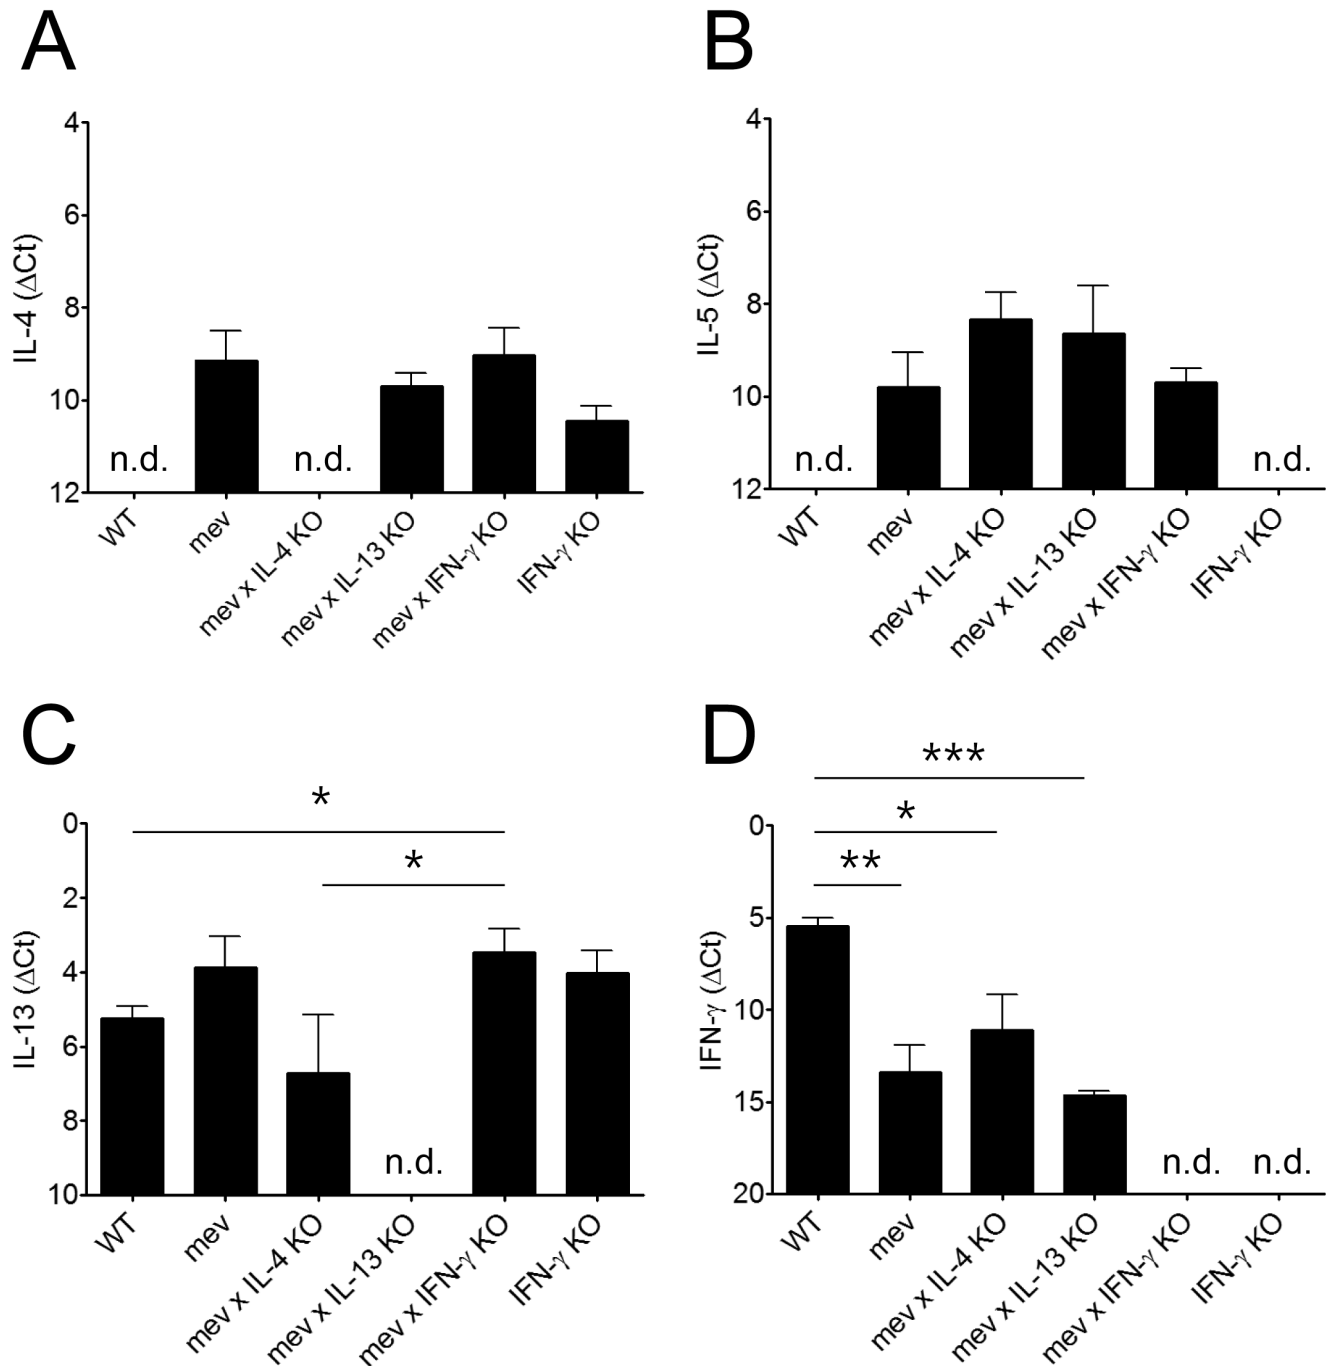 A
IL-4 (ΔCt)
4
6
8
10
12
n.d.
n.d.
WT
mev
mev x IL-4 KO
mev x IL-13 KO
mev x IFN-γ KO
IFN-γ KO
B
IL-5 (ΔCt)
4
6
8
10
12
n.d.
n.d.
WT
mev
mev x IL-4 KO
mev x IL-13 KO
mev x IFN-γ KO
IFN-γ KO
C
IL-13 (ΔCt)
*
*
0
2
4
6
8
10
n.d.
WT
mev
mev x IL-4 KO
mev x IL-13 KO
mev x IFN-γ KO
IFN-γ KO
D
IFN-γ (ΔCt)
***
*
**
0
5
10
15
20
n.d.
n.d.
WT
mev
mev x IL-4 KO
mev x IL-13 KO
mev x IFN-γ KO
IFN-γ KO